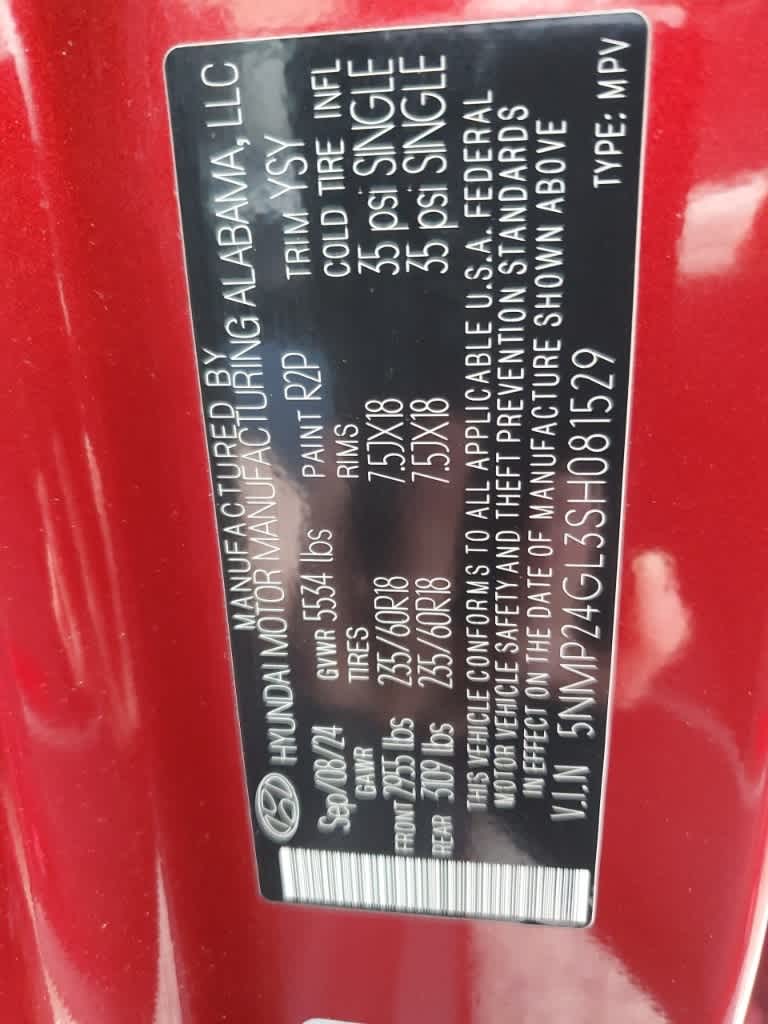 MANUFACTURED BY
HYUNDAI MOTOR MANUFACTURING ALABAMA, LLC
Sep/08/24 GVWR 5534 lbs PAINT R2P TRIM YSY
GAWR TIRES RIMS COLD TIRE INFL
FRONT 2935 lbs 235/60R18 7.5JX18 35 psi SINGLE
REAR 3109 lbs 235/60R18 7.5JX18 35 psi SINGLE
THIS VEHICLE CONFORMS TO ALL APPLICABLE U.S.A. FEDERAL
MOTOR VEHICLE SAFETY AND THEFT PREVENTION STANDARDS
IN EFFECT ON THE DATE OF MANUFACTURE SHOWN ABOVE
V.I.N 5NMP24GL3SH081529 TYPE: MPV